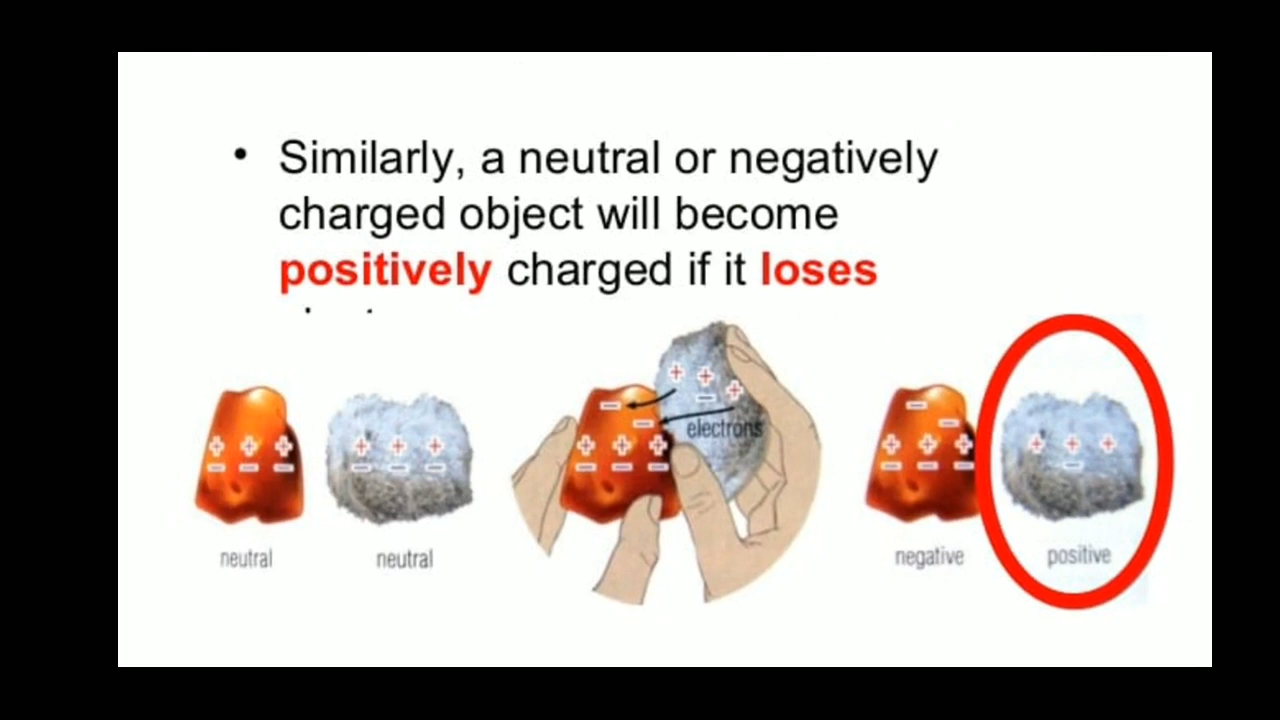 • Similarly, a neutral or negatively
charged object will become
positively charged if it loses
electrons
neutral
neutral
negative
positive